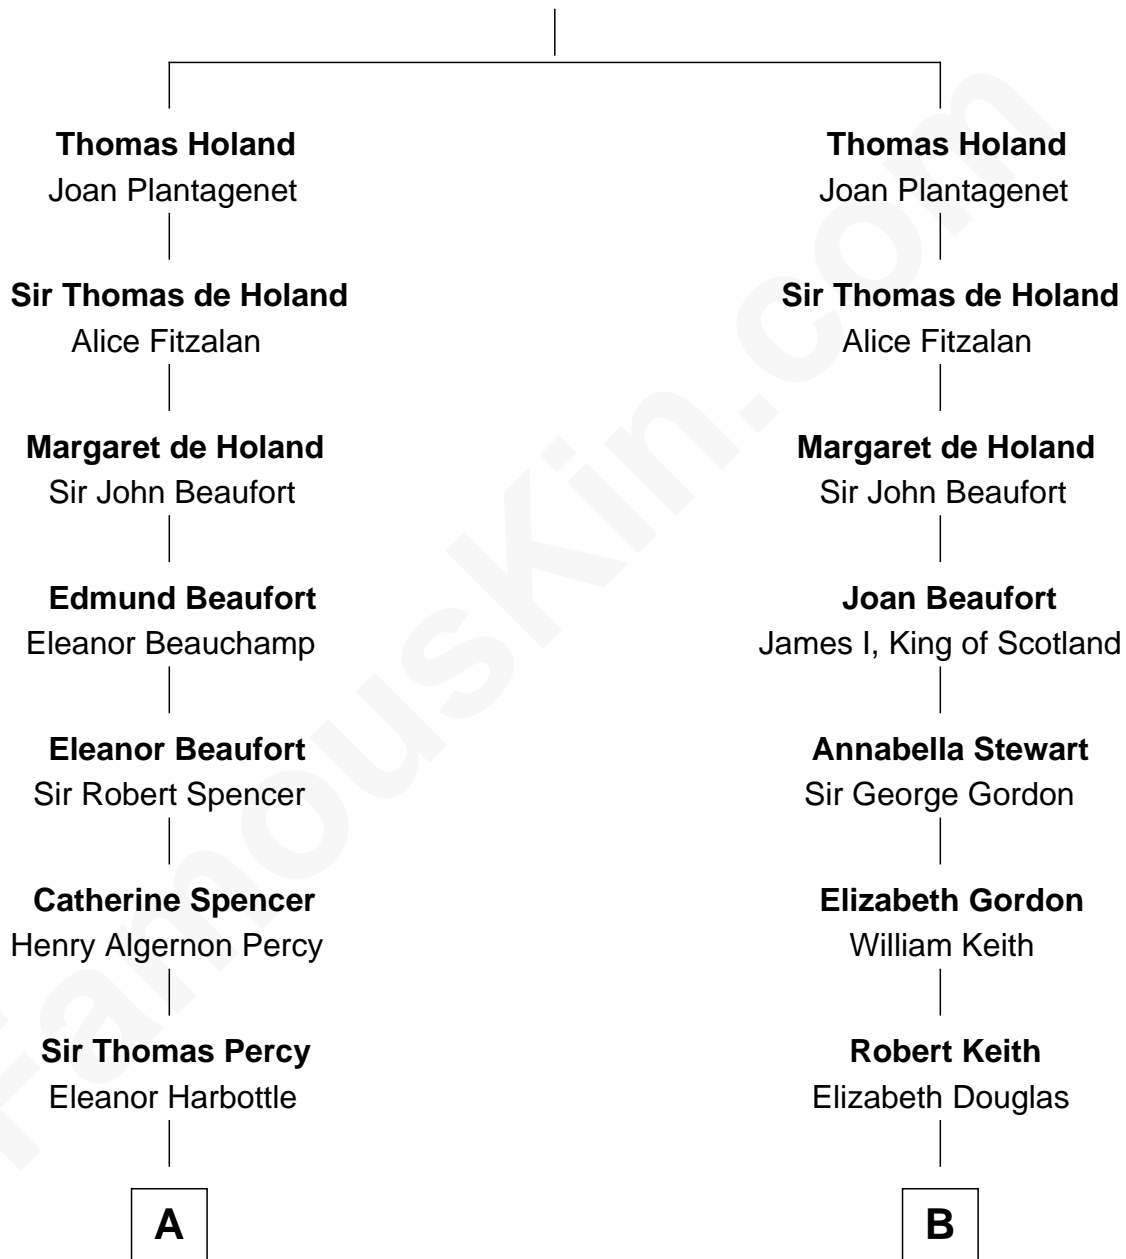 Thomas Holand
Joan Plantagenet
Sir Thomas de Holand
Alice Fitzalan
Margaret de Holand
Sir John Beaufort
Edmund Beaufort
Eleanor Beauchamp
Eleanor Beaufort
Sir Robert Spencer
Catherine Spencer
Henry Algernon Percy
Sir Thomas Percy
Eleanor Harbottle
A
Thomas Holand
Joan Plantagenet
Sir Thomas de Holand
Alice Fitzalan
Margaret de Holand
Sir John Beaufort
Joan Beaufort
James I, King of Scotland
Annabella Stewart
Sir George Gordon
Elizabeth Gordon
William Keith
Robert Keith
Elizabeth Douglas
B
FamousKin.com